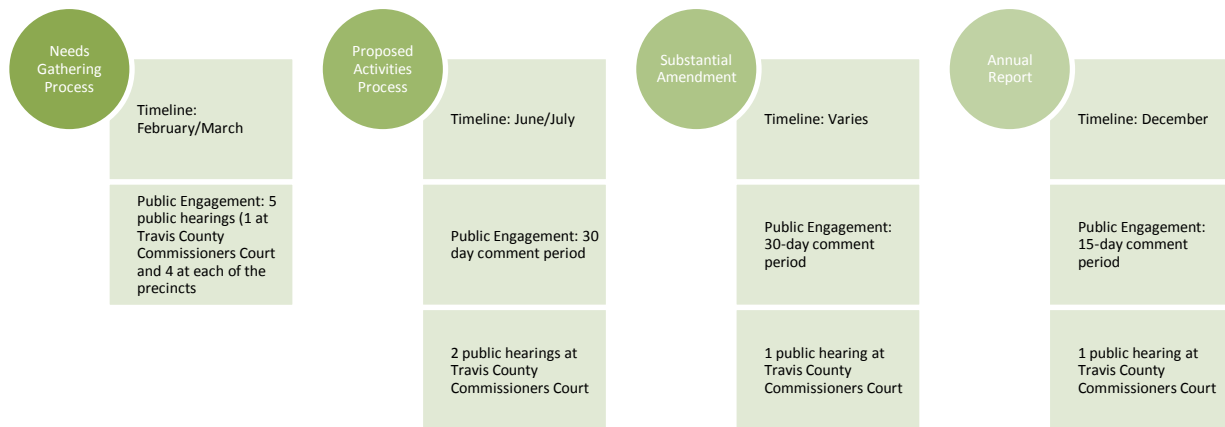 Needs
Gathering
Process
Timeline:
February/March
Public Engagement: 5
public hearings (1 at
Travis County
Commissioners Court
and 4 at each of the
precincts
Proposed
Activities
Process
Timeline: June/July
Public Engagement: 30
day comment period
2 public hearings at
Travis County
Commissioners Court
Substantial
Amendment
Timeline: Varies
Public Engagement:
30-day comment
period
1 public hearing at
Travis County
Commissioners Court
Annual
Report
Timeline: December
Public Engagement:
15-day comment
period
1 public hearing at
Travis County
Commissioners Court